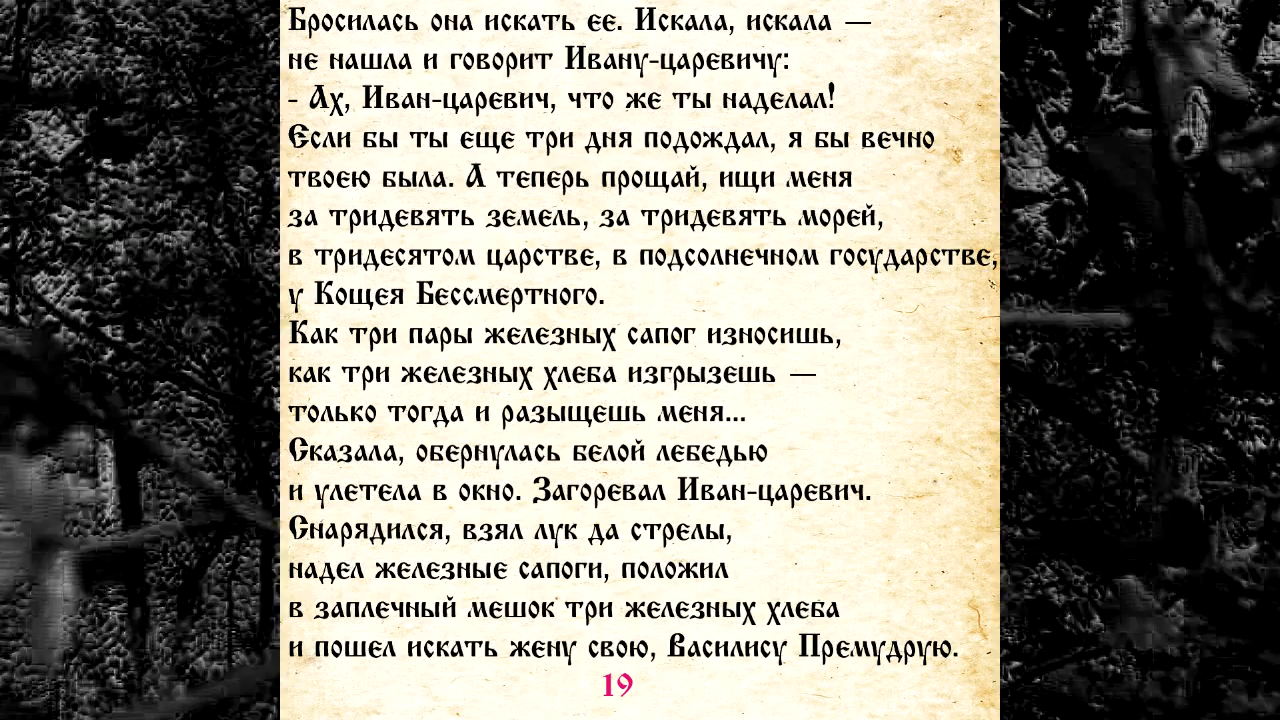 Бросилась она искать ее. Искала, искала —
не нашла и говорит Ивану-царевичу:
- Ах, Иван-царевич, что же ты наделал!
Если бы ты еще три дня подождал, я бы вечно
твоею была. А теперь прощай, ищи меня
за тридевять земель, за тридевять морей,
в тридесятом царстве, в подсолнечном государстве,
у Кощея Бессмертного.
Как три пары железных сапог износишь,
как три железных хлеба изгрызешь —
только тогда и разыщешь меня...
Сказала, обернулась белой лебедью
и улетела в окно. Загоревал Иван-царевич.
Снарядился, взял лук да стрелы,
надел железные сапоги, положил
в заплечный мешок три железных хлеба
и пошел искать жену свою, Василису Премудрую.
19